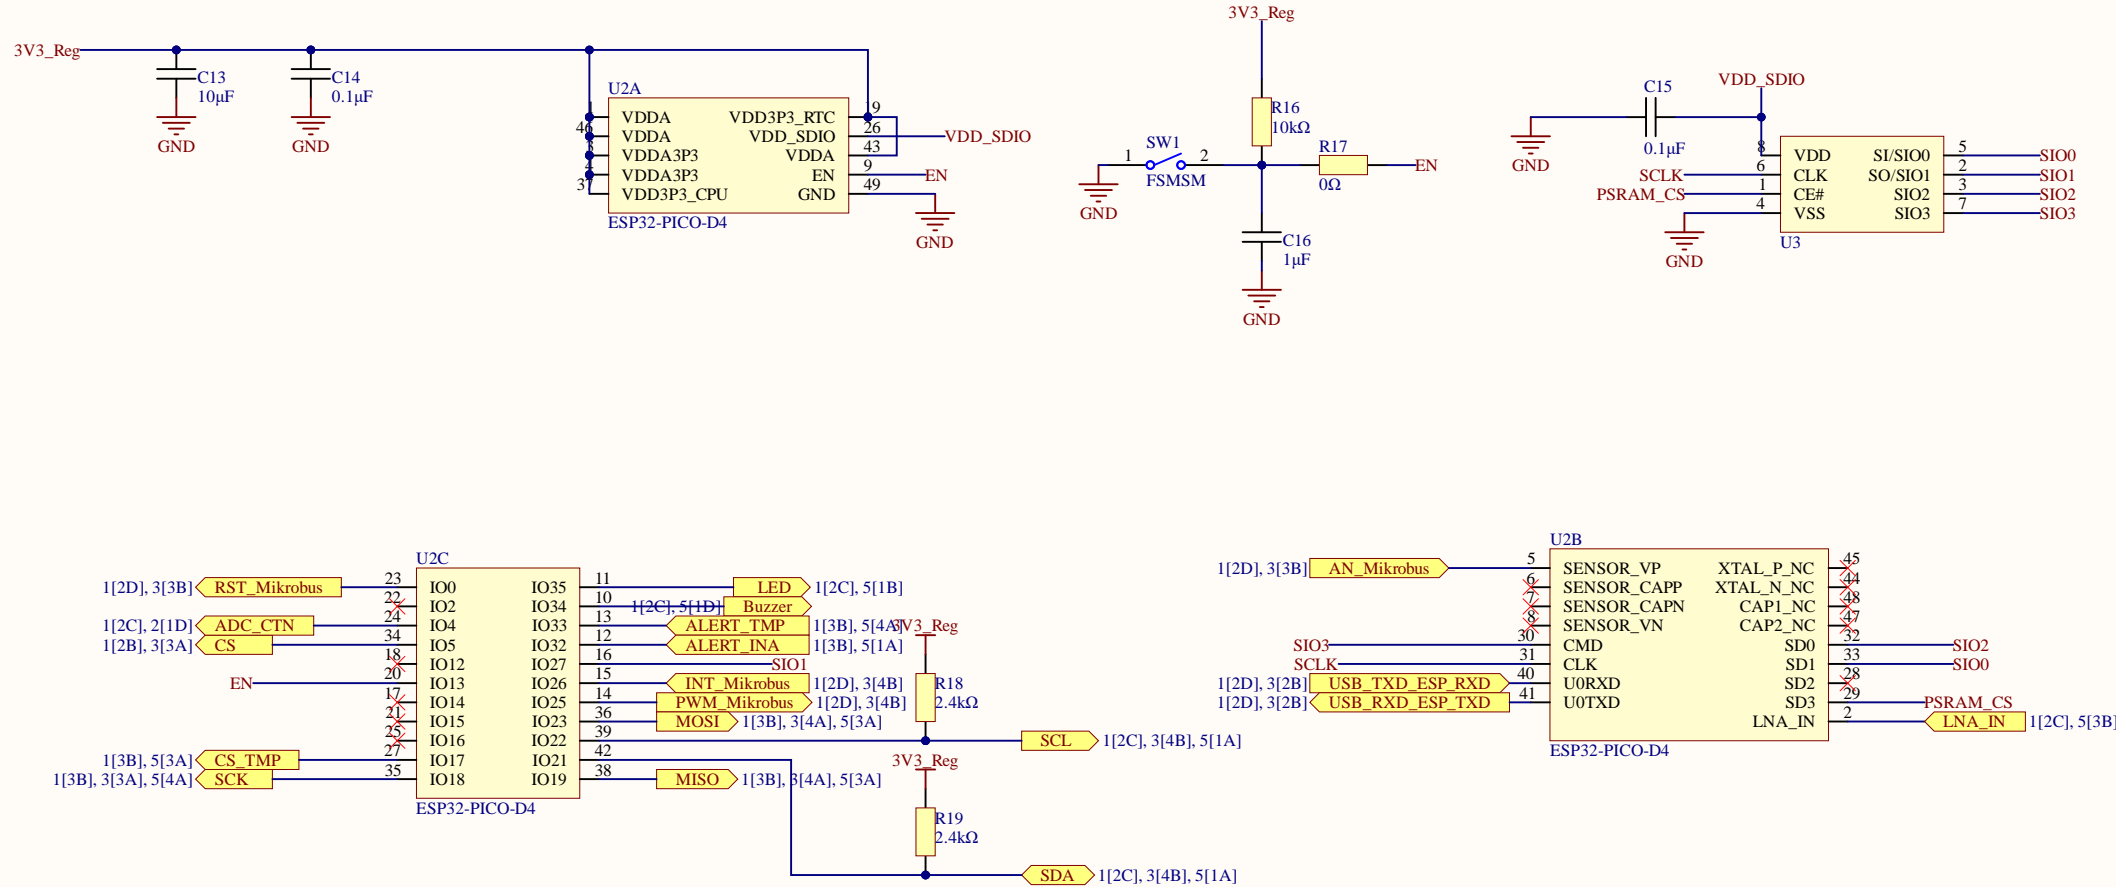 3V3_Reg
C13
10µF
GND
C14
0.1µF
GND
U2A
1 VDDA
46 VDDA
3 VDDA3P3
4 VDDA3P3
37 VDD3P3_CPU
VDD3P3_RTC 19
VDD_SDIO 26 VDD_SDIO
VDDA 43
EN 9 EN
GND 49
ESP32-PICO-D4
GND
3V3_Reg
R16
10kΩ
SW1
1 2
FSMSM
GND
R17
0Ω
EN
C16
1µF
GND
VDD_SDIO
C15
0.1µF
GND
8 VDD
SCLK 6 CLK
PSRAM_CS 1 CE#
4 VSS
SI/SIO0 5 SIO0
SO/SIO1 2 SIO1
SIO2 3 SIO2
SIO3 7 SIO3
U3
GND
U2C
1[2D], 3[3B] RST_Mikrobus 23 IO0
22 IO2
1[2C], 2[1D] ADC_CTN 24 IO4
1[2B], 3[3A] CS 34 IO5
18 IO12
EN 20 IO13
17 IO14
21 IO15
25 IO16
1[3B], 5[3A] CS_TMP 27 IO17
1[3B], 3[3A], 5[4A] SCK 35 IO18
IO35 11 LED 1[2C], 5[1B]
IO34 10 1[2C], 5[1D] Buzzer
IO33 13 ALERT_TMP 1[3B], 5[4A]
IO32 12 ALERT_INA 1[3B], 5[1A]
IO27 16 SIO1
IO26 15 INT_Mikrobus 1[2D], 3[4B]
IO25 14 PWM_Mikrobus 1[2D], 3[4B]
IO23 36 MOSI 1[3B], 3[4A], 5[3A]
IO22 39 SCL 1[2C], 3[4B], 5[1A]
IO21 42
IO19 38 MISO 1[3B], 3[4A], 5[3A]
ESP32-PICO-D4
3V3_Reg
R18
2.4kΩ
3V3_Reg
R19
2.4kΩ
SDA 1[2C], 3[4B], 5[1A]
U2B
1[2D], 3[3B] AN_Mikrobus 5 SENSOR_VP
6 SENSOR_CAPP
7 SENSOR_CAPN
8 SENSOR_VN
SIO3 30 CMD
SCLK 31 CLK
1[2D], 3[2B] USB_TXD_ESP_RXD 40 U0RXD
1[2D], 3[2B] USB_RXD_ESP_TXD 41 U0TXD
XTAL_P_NC 45
XTAL_N_NC 44
CAP1_NC 48
CAP2_NC 47
SD0 32 SIO2
SD1 33 SIO0
SD2 28
SD3 29 PSRAM_CS
LNA_IN 2 LNA_IN 1[2C], 5[3B]
ESP32-PICO-D4